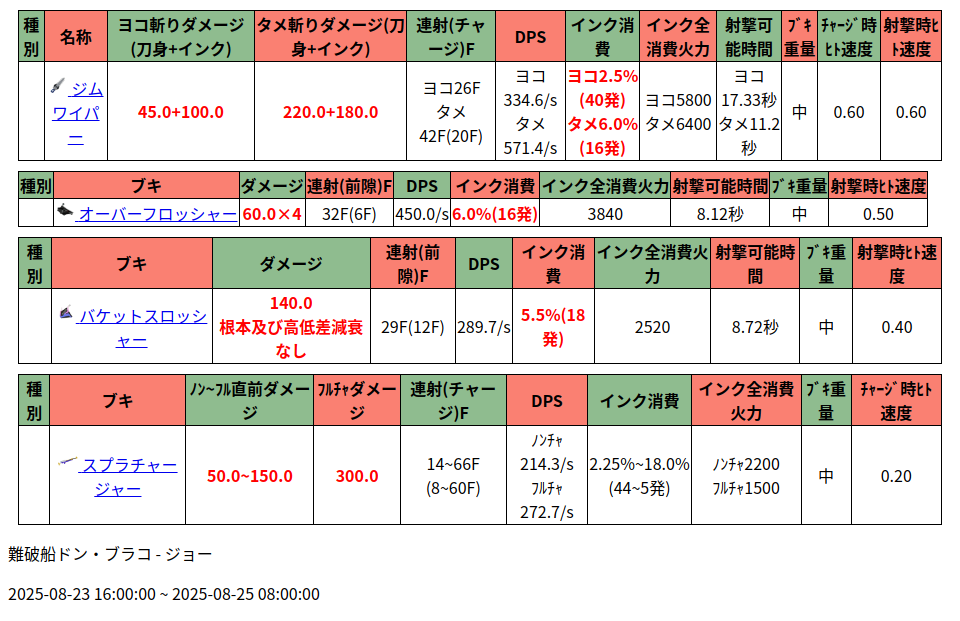 種別 名称 ヨコ斬りダメージ(刀身+インク) タメ斬りダメージ(刀身+インク) 連射(チャージ)F DPS インク消費 インク全消費火力 射撃可能時間 ﾌﾞｷ重量 ﾁｬｰｼﾞ時ﾋﾄ速度 射撃時ﾋﾄ速度
ジムワイパー 45.0+100.0 220.0+180.0 ヨコ26F タメ42F(20F) ヨコ334.6/s タメ571.4/s ヨコ2.5%(40発) タメ6.0%(16発) ヨコ5800 タメ6400 ヨコ17.33秒 タメ11.2秒 中 0.60 0.60
種別 ブキ ダメージ 連射(前隙)F DPS インク消費 インク全消費火力 射撃可能時間 ﾌﾞｷ重量 射撃時ﾋﾄ速度
オーバーフロッシャー 60.0×4 32F(6F) 450.0/s 6.0%(16発) 3840 8.12秒 中 0.50
種別 ブキ ダメージ 連射(前隙)F DPS インク消費 インク全消費火力 射撃可能時間 ﾌﾞｷ重量 射撃時ﾋﾄ速度
バケットスロッシャー 140.0 根本及び高低差減衰なし 29F(12F) 289.7/s 5.5%(18発) 2520 8.72秒 中 0.40
種別 ブキ ﾉﾝ~ﾌﾙ直前ダメージ ﾌﾙﾁｬダメージ 連射(チャージ)F DPS インク消費 インク全消費火力 ﾌﾞｷ重量 ﾁｬｰｼﾞ時ﾋﾄ速度
スプラチャージャー 50.0~150.0 300.0 14~66F(8~60F) ﾉﾝﾁｬ214.3/s ﾌﾙﾁｬ272.7/s 2.25%~18.0%(44~5発) ﾉﾝﾁｬ2200 ﾌﾙﾁｬ1500 中 0.20
難破船ドン・ブラコ - ジョー
2025-08-23 16:00:00 ~ 2025-08-25 08:00:00